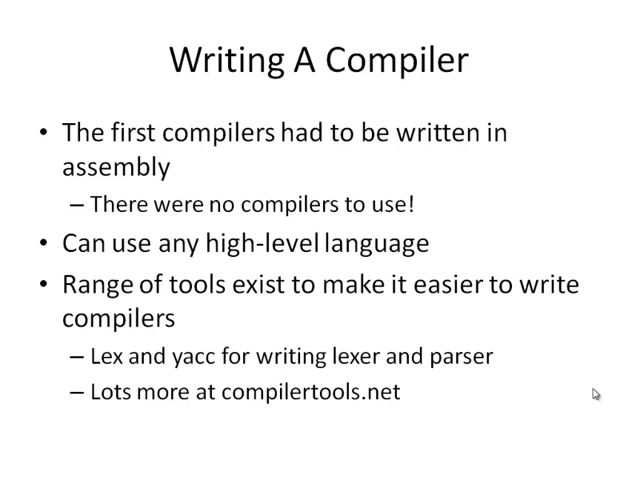 Writing A Compiler
• The first compilers had to be written in
assembly
– There were no compilers to use!
• Can use any high-level language
• Range of tools exist to make it easier to write
compilers
– Lex and yacc for writing lexer and parser
– Lots more at compilertools.net